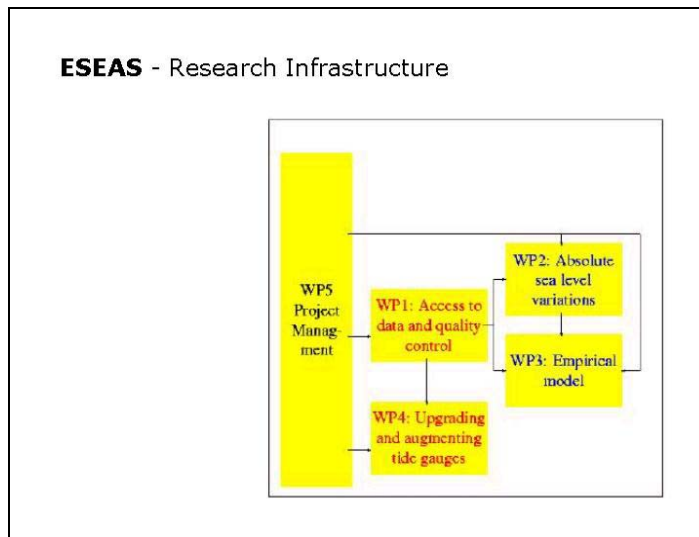 ESEAS - Research Infrastructure
WP5
Project
Manag-
ment
WP1: Access to
data and quality
control
WP2: Absolute
sea level
variations
WP3: Empirical
model
WP4: Upgrading
and augmenting
tide gauges